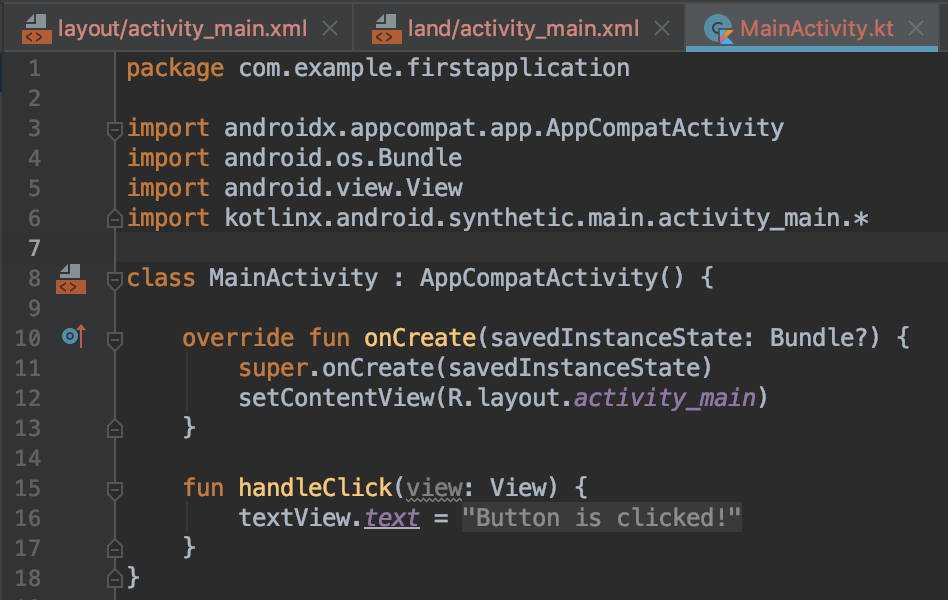 layout/activity_main.xml land/activity_main.xml MainActivity.kt
1 package com.example.firstapplication
2
3 import androidx.appcompat.app.AppCompatActivity
4 import android.os.Bundle
5 import android.view.View
6 import kotlinx.android.synthetic.main.activity_main.*
7
8 class MainActivity : AppCompatActivity() {
9
10     override fun onCreate(savedInstanceState: Bundle?) {
11         super.onCreate(savedInstanceState)
12         setContentView(R.layout.activity_main)
13     }
14
15     fun handleClick(view: View) {
16         textView.text = "Button is clicked!"
17     }
18 }